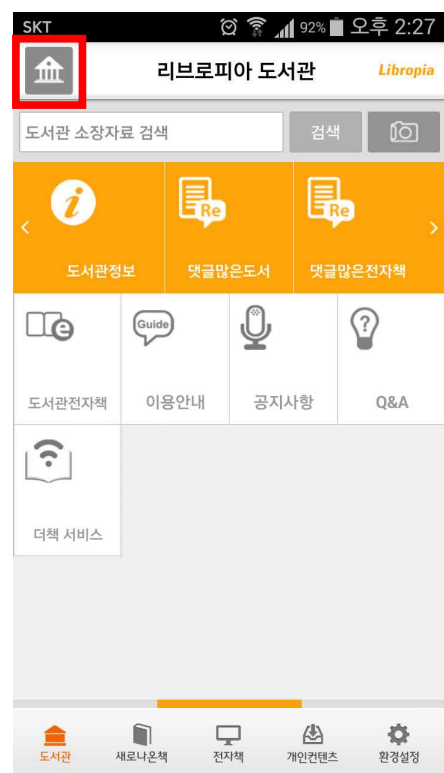 SKT 92% 오후 2:27
리브로피아 도서관 Libropia
도서관 소장자료 검색 검색
i Re Re
도서관정보 댓글많은도서 댓글많은전자책
e Guide ?
도서관전자책 이용안내 공지사항 Q&A
더책 서비스
도서관 새로나온책 전자책 개인컨텐츠 환경설정